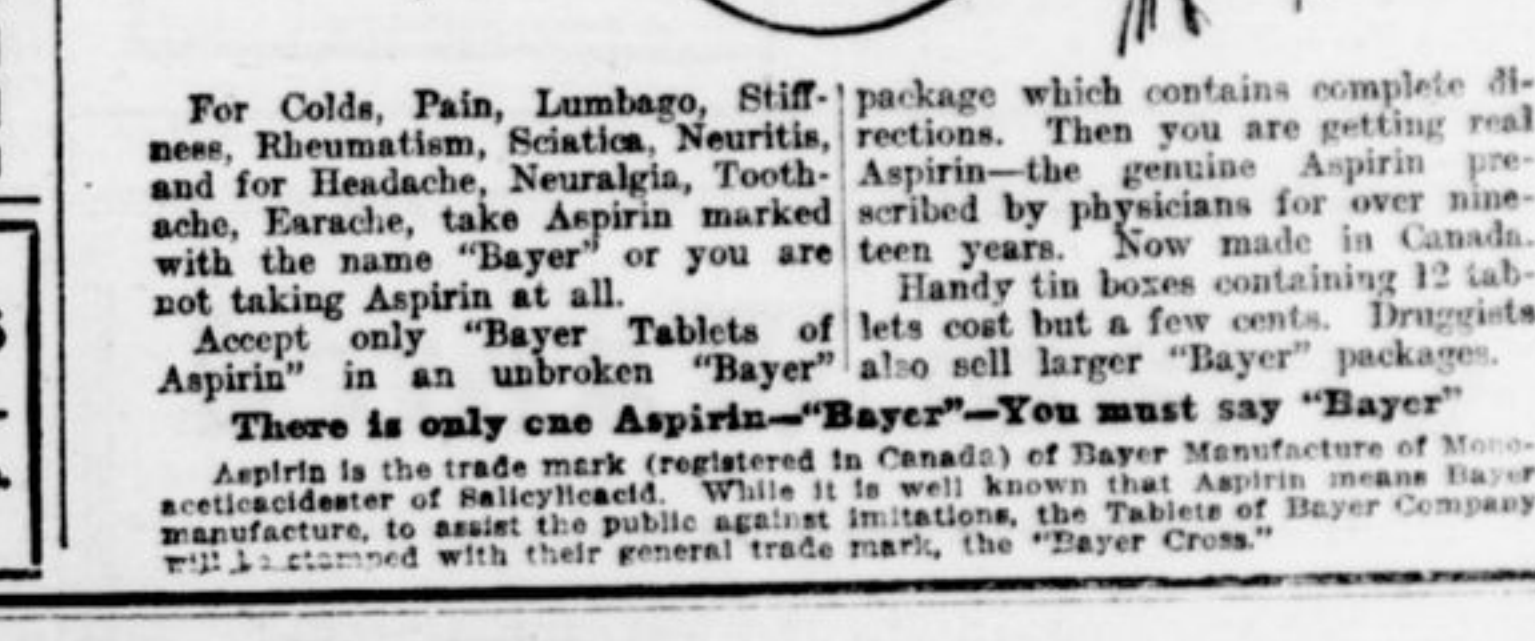 For Colds, Pain, Lumbago, Stiff-
ness, Rheumatism, Sciatica, Neuritis,
and for Headache, Neuralgia, Tooth-
ache, Earache, take Aspirin marked
with the name "Bayer" or you are
not taking Aspirin at all.
Accept only "Bayer Tablets of
Aspirin" in an unbroken "Bayer"
package which contains complete di-
rections. Then you are getting real
Aspirin—the genuine Aspirin pre-
scribed by physicians for over nine-
teen years. Now made in Canada.
Handy tin boxes containing 12 tab-
lets cost but a few cents. Druggists
also sell larger "Bayer" packages.
There is only one Aspirin—"Bayer"—You must say "Bayer"
Aspirin is the trade mark (registered in Canada) of Bayer Manufacture of Mono-
aceticacidester of Salicylicacid. While it is well known that Aspirin means Bayer
manufacture, to assist the public against imitations, the Tablets of Bayer Company
will be stamped with their general trade mark, the "Bayer Cross."